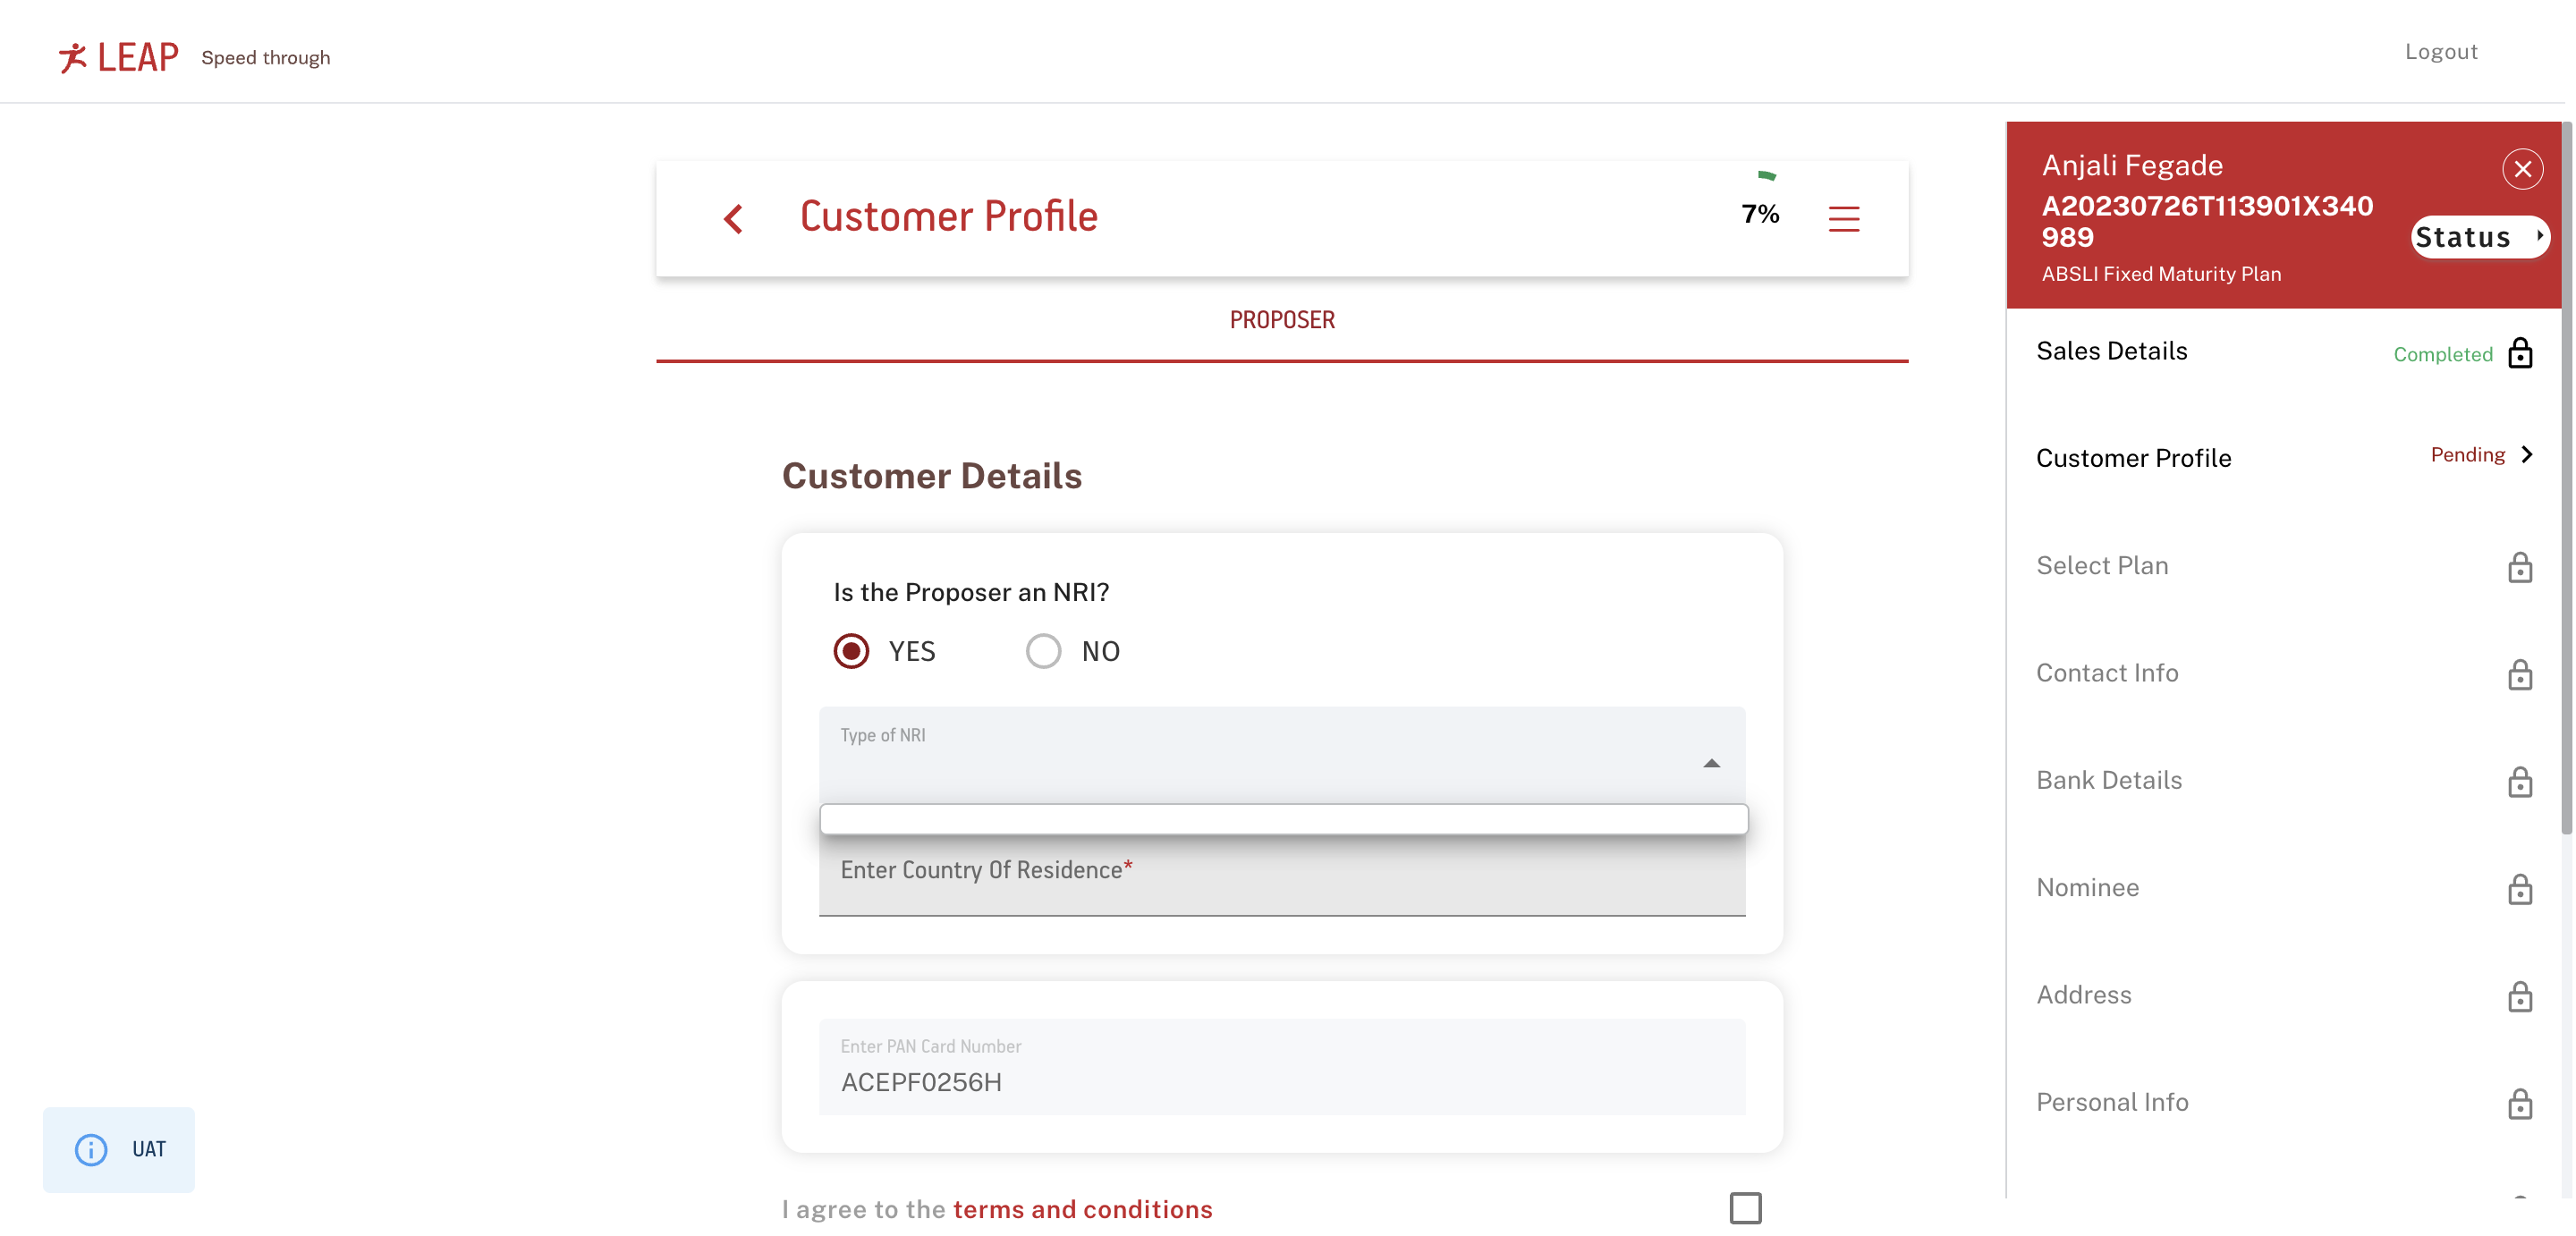 LEAP Speed through
Logout
Customer Profile
7%
PROPOSER
Customer Details
Is the Proposer an NRI?
YES NO
Type of NRI
Enter Country Of Residence*
Enter PAN Card Number
ACEPF0256H
I agree to the terms and conditions
UAT
Anjali Fegade
A20230726T113901X340
989
Status
ABSLI Fixed Maturity Plan
Sales Details Completed
Customer Profile Pending
Select Plan
Contact Info
Bank Details
Nominee
Address
Personal Info